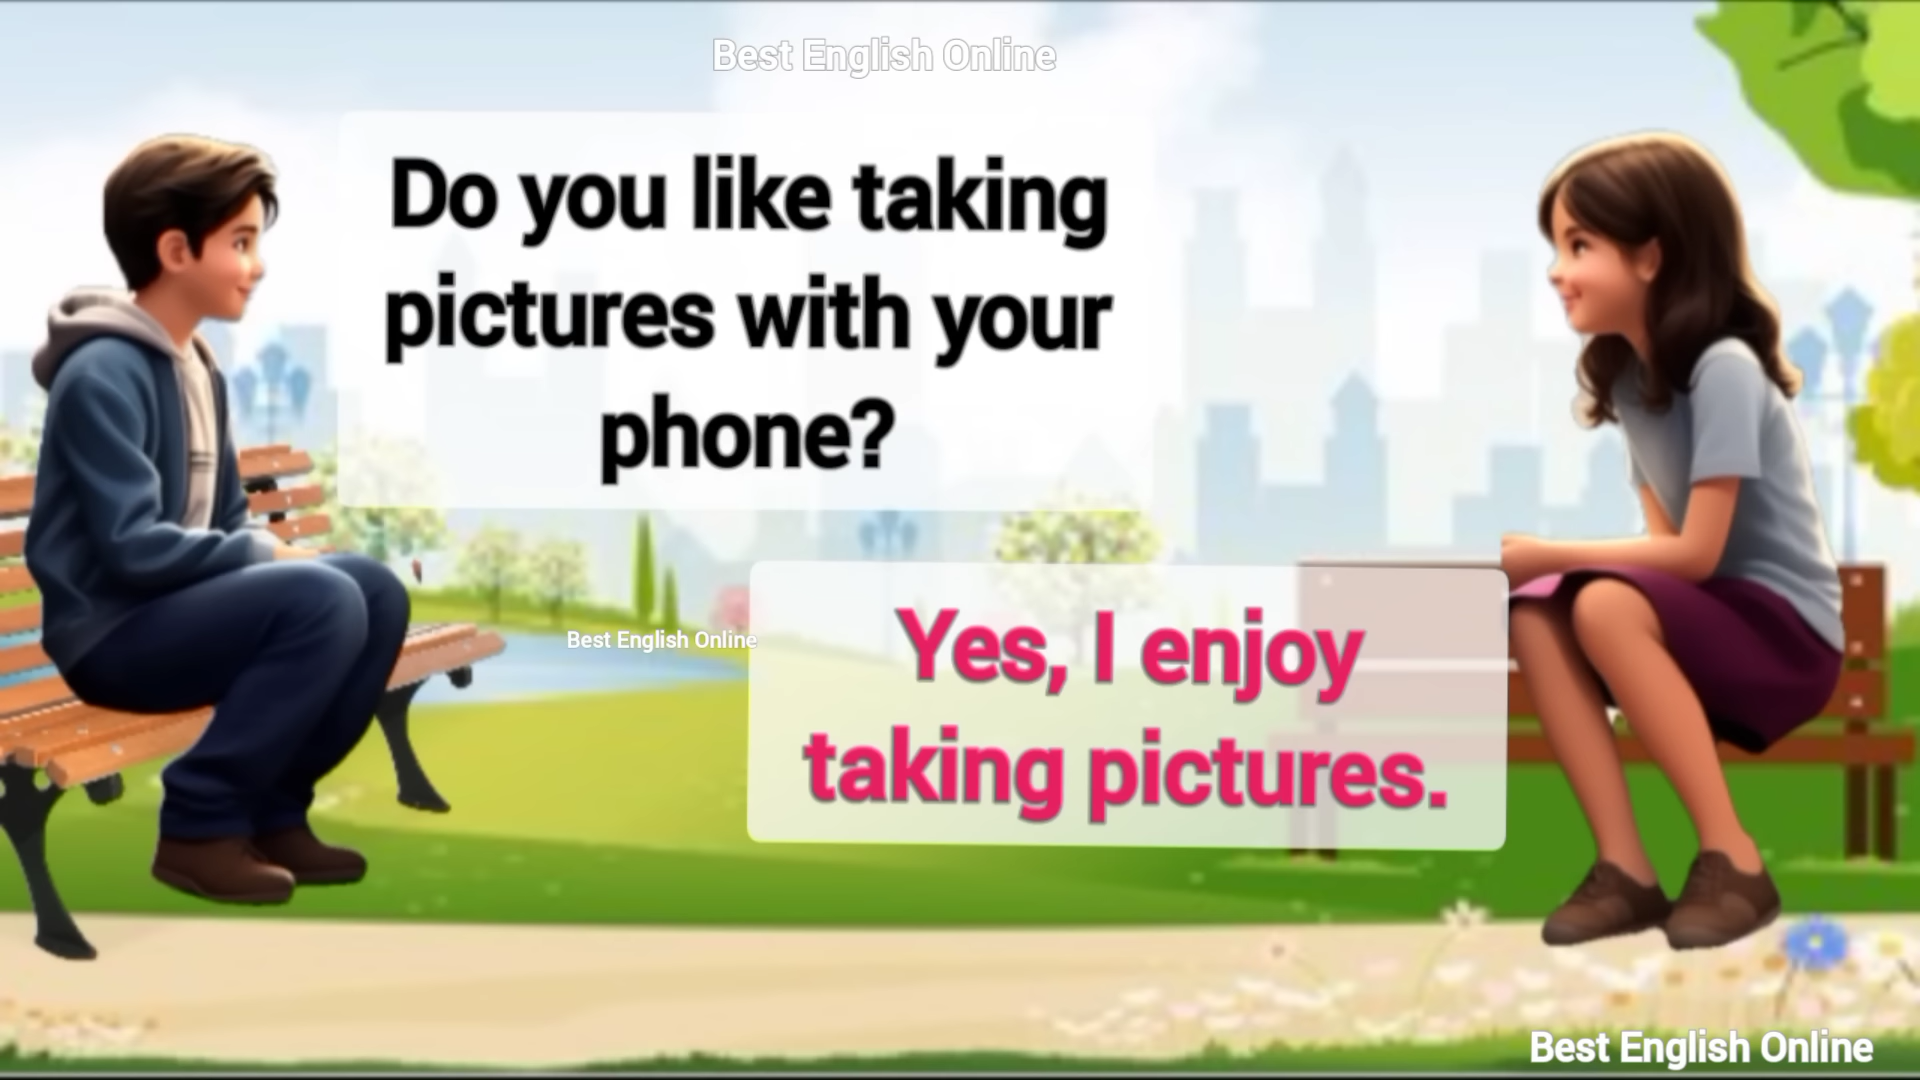 Best English Online
Do you like taking
pictures with your
phone?
Best English Online
Yes, I enjoy
taking pictures.
Best English Online